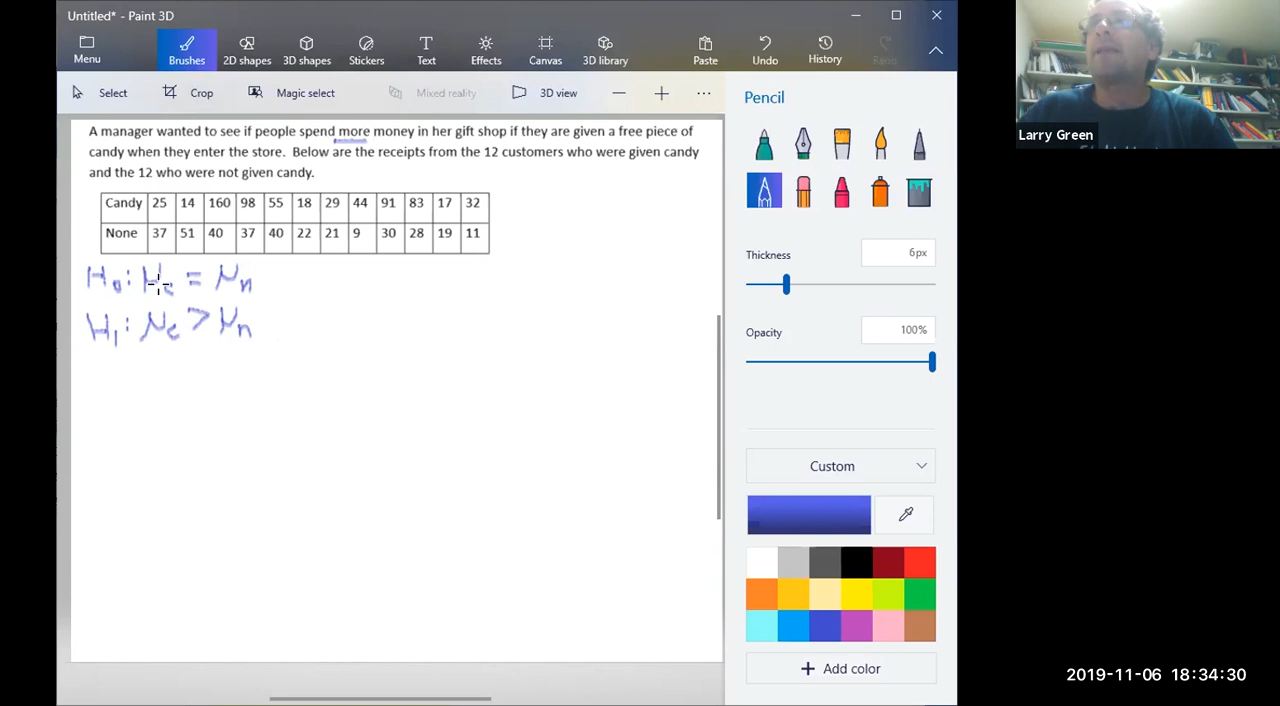 Untitled* - Paint 3D
Menu
Brushes
2D shapes
3D shapes
Stickers
Text
Effects
Canvas
3D library
Paste
Undo
History
Redo
Select
Crop
Magic select
Mixed reality
3D view
A manager wanted to see if people spend more money in her gift shop if they are given a free piece of
candy when they enter the store. Below are the receipts from the 12 customers who were given candy
and the 12 who were not given candy.
Candy 25 14 160 98 55 18 29 44 91 83 17 32
None 37 51 40 37 40 22 21 9 30 28 19 11
H₀: μc = μn
H₁: μc > μn
Pencil
Thickness
6px
Opacity
100%
Custom
Add color
Larry Green
2019-11-06 18:34:30